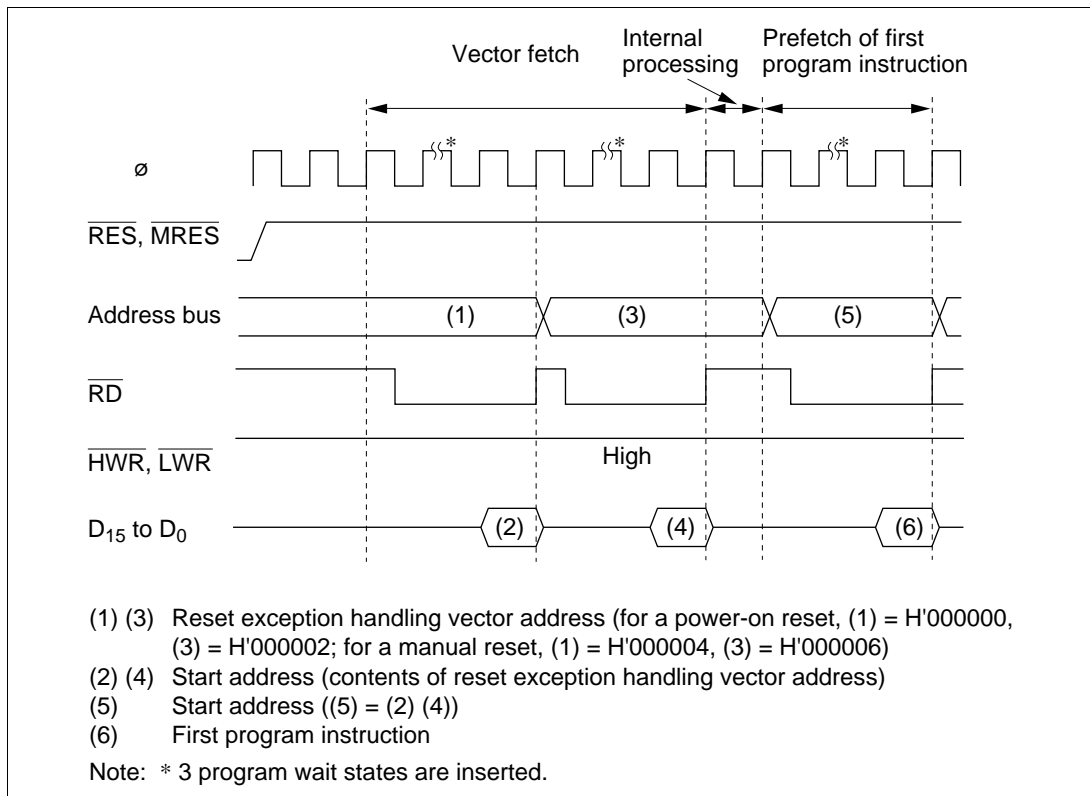 Vector fetch
Internal
processing
Prefetch of first
program instruction
*
*
*
ø
RES, MRES
Address bus
(1)
(3)
(5)
RD
HWR, LWR
High
D15 to D0
(2)
(4)
(6)
(1) (3) Reset exception handling vector address (for a power-on reset, (1) = H'000000,
(3) = H'000002; for a manual reset, (1) = H'000004, (3) = H'000006)
(2) (4) Start address (contents of reset exception handling vector address)
(5) Start address ((5) = (2) (4))
(6) First program instruction
Note: * 3 program wait states are inserted.